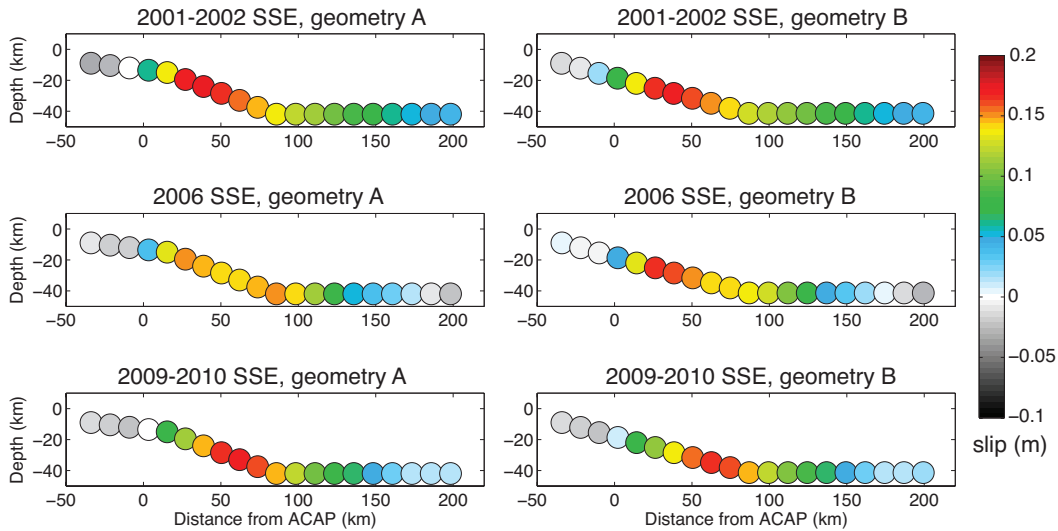 2001-2002 SSE, geometry A
2001-2002 SSE, geometry B
Depth (km)
0
−20
−40
−50 0 50 100 150 200
0
−20
−40
−50 0 50 100 150 200
2006 SSE, geometry A
2006 SSE, geometry B
Depth (km)
0
−20
−40
−50 0 50 100 150 200
0
−20
−40
−50 0 50 100 150 200
2009-2010 SSE, geometry A
2009-2010 SSE, geometry B
Depth (km)
0
−20
−40
−50 0 50 100 150 200
Distance from ACAP (km)
0
−20
−40
−50 0 50 100 150 200
Distance from ACAP (km)
0.2
0.15
0.1
0.05
0
−0.05
−0.1
slip (m)